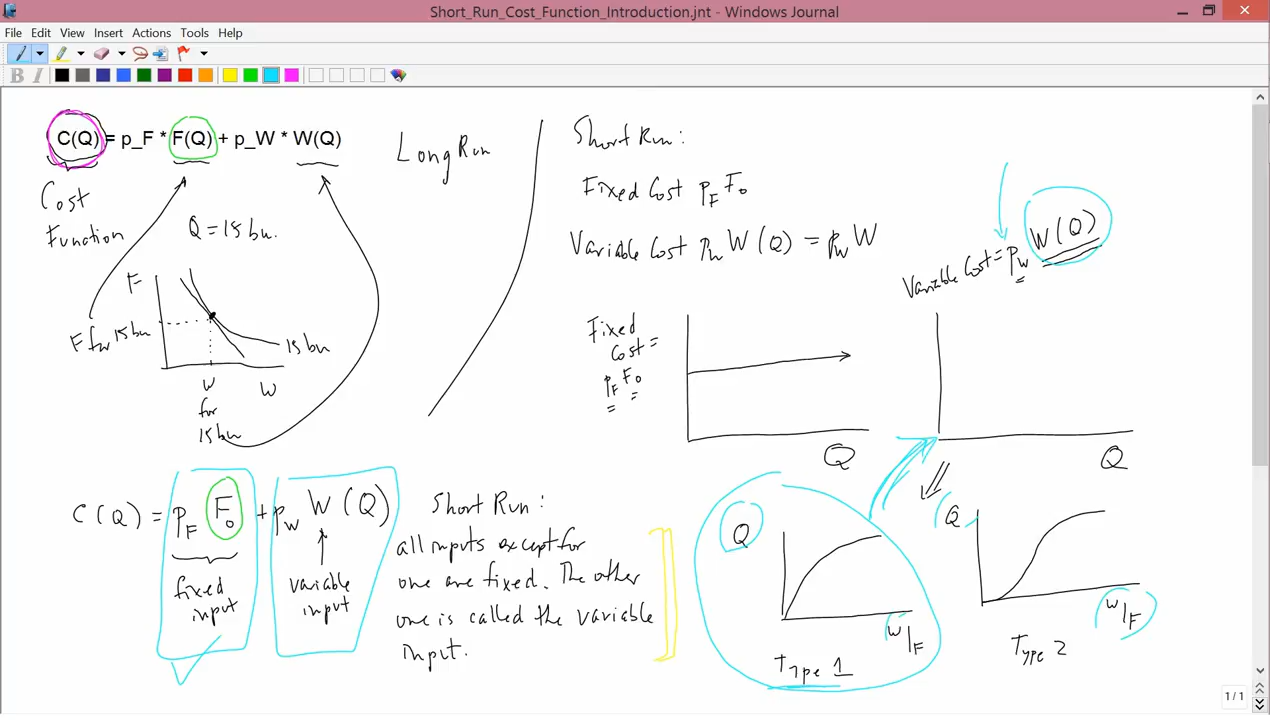 Short_Run_Cost_Function_Introduction.jnt - Windows Journal
File Edit View Insert Actions Tools Help
B I
C(Q) = p_F * F(Q) + p_W * W(Q)
Long Run
Cost
Function
Q = 15 bu.
F
F for 15 bu
15 bu
W
for
15 bu
W
Short Run:
Fixed Cost p_F F_0
Variable Cost p_W W(Q) = p_W W
Variable Cost = p_W W(Q)
Fixed
Cost =
p_F F_0
Q
Q
C(Q) = p_F F_0 + p_W W(Q)
fixed
input
variable
input
Short Run:
all inputs except for
one are fixed. The other
one is called the variable
input.
Q
W|F
Type 1
Q
W|F
Type 2
1 / 1